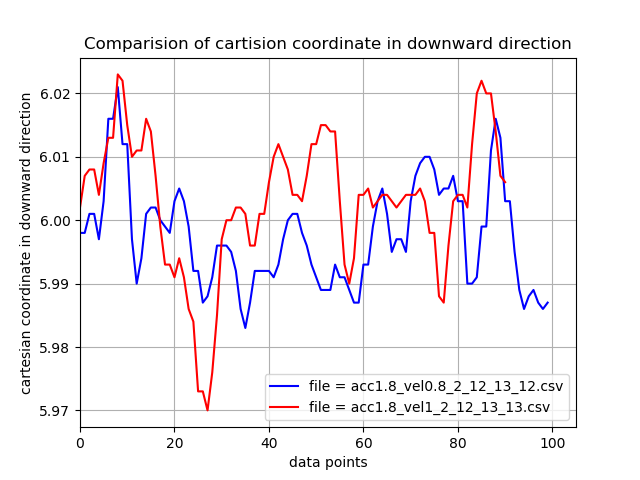 Comparision of cartision coordinate in downward direction
cartesian coordinate in downward direction
6.02
6.01
6.00
5.99
5.98
5.97
file = acc1.8_vel0.8_2_12_13_12.csv
file = acc1.8_vel1_2_12_13_13.csv
0 20 40 60 80 100
data points